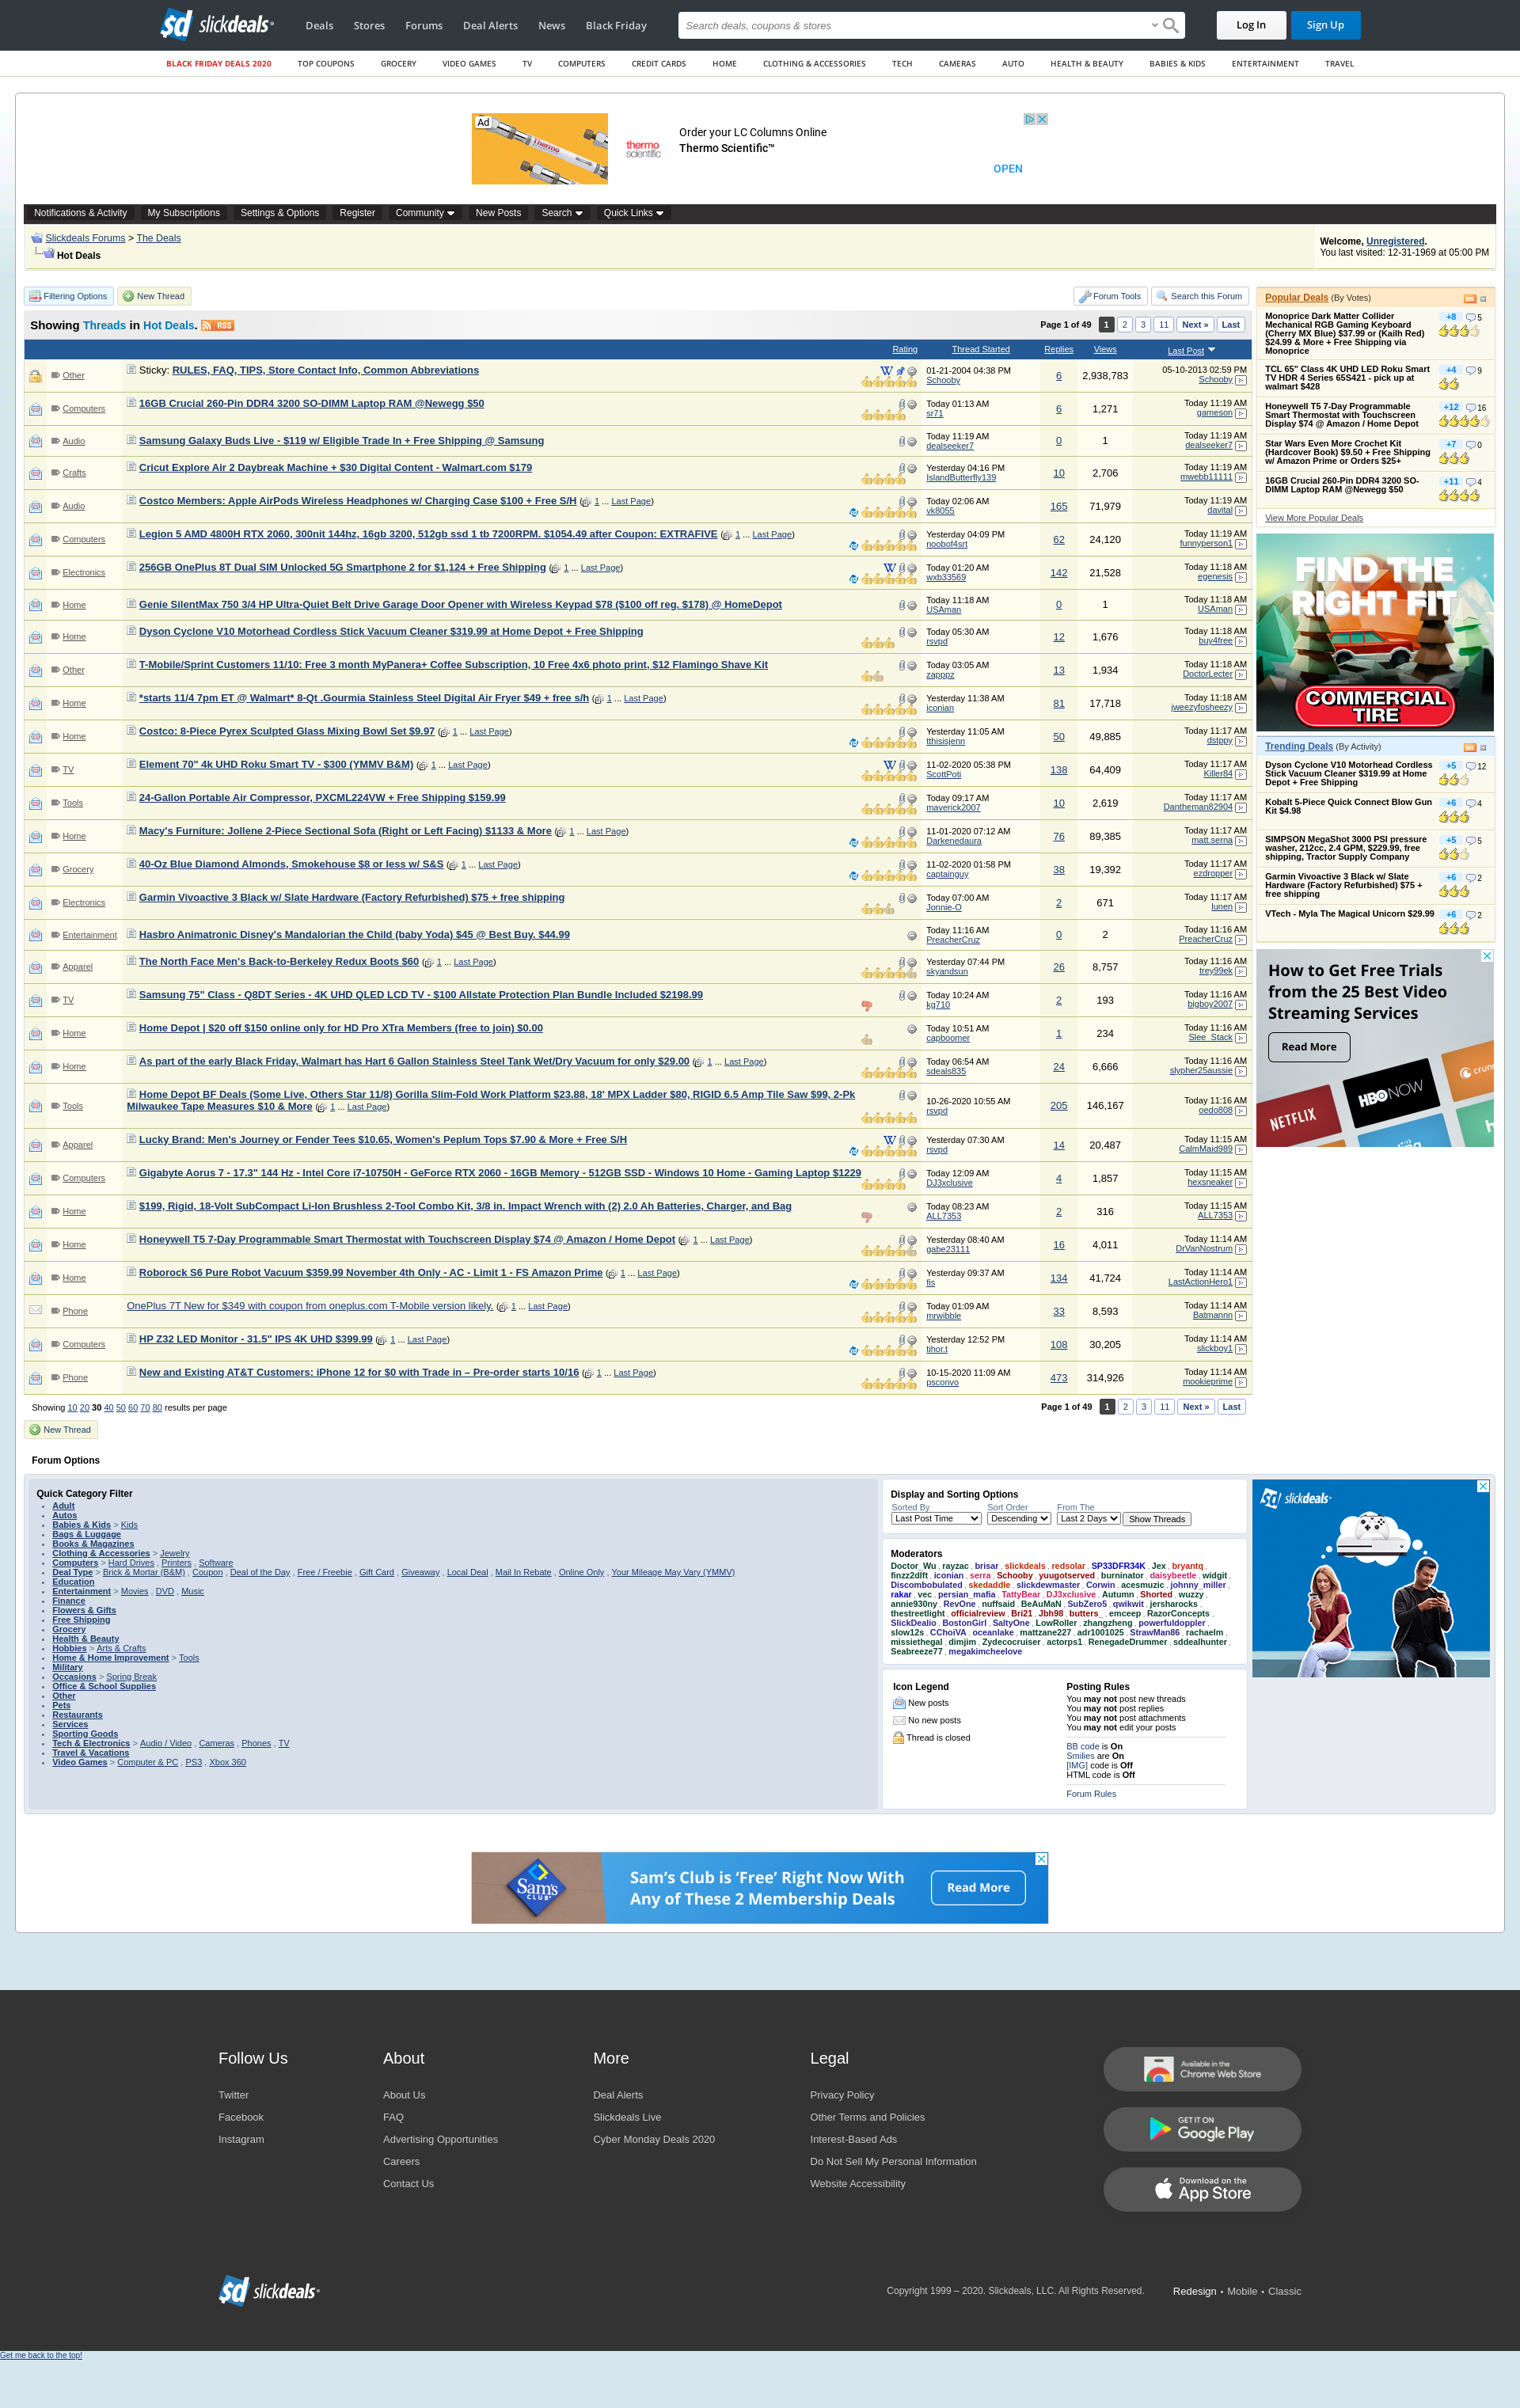 sd slickdeals
Deals Stores Forums Deal Alerts News Black Friday
Search deals, coupons & stores
Log In Sign Up
BLACK FRIDAY DEALS 2020 TOP COUPONS GROCERY VIDEO GAMES TV COMPUTERS CREDIT CARDS HOME CLOTHING & ACCESSORIES TECH CAMERAS AUTO HEALTH & BEAUTY BABIES & KIDS ENTERTAINMENT TRAVEL
Ad
thermo scientific
Order your LC Columns Online
Thermo Scientific™
OPEN
Notifications & Activity My Subscriptions Settings & Options Register Community New Posts Search Quick Links
Slickdeals Forums > The Deals
Hot Deals
Welcome, Unregistered.
You last visited: 12-31-1969 at 05:00 PM
Filtering Options New Thread Forum Tools Search this Forum
Showing Threads in Hot Deals. RSS Page 1 of 49 1 2 3 11 Next » Last
Rating Thread Started Replies Views Last Post
Other Sticky: RULES, FAQ, TIPS, Store Contact Info, Common Abbreviations 01-21-2004 04:38 PM Schooby 6 2,938,783 05-10-2013 02:59 PM Schooby
Computers 16GB Crucial 260-Pin DDR4 3200 SO-DIMM Laptop RAM @Newegg $50 Today 01:13 AM sr71 6 1,271 Today 11:19 AM gameson
Audio Samsung Galaxy Buds Live - $119 w/ Eligible Trade In + Free Shipping @ Samsung Today 11:19 AM dealseeker7 0 1 Today 11:19 AM dealseeker7
Crafts Cricut Explore Air 2 Daybreak Machine + $30 Digital Content - Walmart.com $179 Yesterday 04:16 PM IslandButterfly139 10 2,706 Today 11:19 AM mwebb11111
Audio Costco Members: Apple AirPods Wireless Headphones w/ Charging Case $100 + Free S/H ( 1 ... Last Page) Today 02:06 AM vk8055 165 71,979 Today 11:19 AM davital
Computers Legion 5 AMD 4800H RTX 2060, 300nit 144hz, 16gb 3200, 512gb ssd 1 tb 7200RPM. $1054.49 after Coupon: EXTRAFIVE ( 1 ... Last Page) Yesterday 04:09 PM noobof4srt 62 24,120 Today 11:19 AM funnyperson1
Electronics 256GB OnePlus 8T Dual SIM Unlocked 5G Smartphone 2 for $1,124 + Free Shipping ( 1 ... Last Page) Today 01:20 AM wxb33569 142 21,528 Today 11:18 AM egenesis
Home Genie SilentMax 750 3/4 HP Ultra-Quiet Belt Drive Garage Door Opener with Wireless Keypad $78 ($100 off reg. $178) @ HomeDepot Today 11:18 AM USAman 0 1 Today 11:18 AM USAman
Home Dyson Cyclone V10 Motorhead Cordless Stick Vacuum Cleaner $319.99 at Home Depot + Free Shipping Today 05:30 AM rsvpd 12 1,676 Today 11:18 AM buy4free
Other T-Mobile/Sprint Customers 11/10: Free 3 month MyPanera+ Coffee Subscription, 10 Free 4x6 photo print, $12 Flamingo Shave Kit Today 03:05 AM zapppz 13 1,934 Today 11:18 AM DoctorLecter
Home *starts 11/4 7pm ET @ Walmart* 8-Qt .Gourmia Stainless Steel Digital Air Fryer $49 + free s/h ( 1 ... Last Page) Yesterday 11:38 AM iconian 81 17,718 Today 11:18 AM jweezyfosheezy
Home Costco: 8-Piece Pyrex Sculpted Glass Mixing Bowl Set $9.97 ( 1 ... Last Page) Yesterday 11:05 AM tthisisjenn 50 49,885 Today 11:17 AM dstppy
TV Element 70" 4k UHD Roku Smart TV - $300 (YMMV B&M) ( 1 ... Last Page) 11-02-2020 05:38 PM ScottPoti 138 64,409 Today 11:17 AM Killer84
Tools 24-Gallon Portable Air Compressor, PXCML224VW + Free Shipping $159.99 Today 09:17 AM maverick2007 10 2,619 Today 11:17 AM Dantheman82904
Home Macy's Furniture: Jollene 2-Piece Sectional Sofa (Right or Left Facing) $1133 & More ( 1 ... Last Page) 11-01-2020 07:12 AM Darkenedaura 76 89,385 Today 11:17 AM matt.serna
Grocery 40-Oz Blue Diamond Almonds, Smokehouse $8 or less w/ S&S ( 1 ... Last Page) 11-02-2020 01:58 PM captainguy 38 19,392 Today 11:17 AM ezdropper
Electronics Garmin Vivoactive 3 Black w/ Slate Hardware (Factory Refurbished) $75 + free shipping Today 07:00 AM Jonnie-O 2 671 Today 11:17 AM lunen
Entertainment Hasbro Animatronic Disney's Mandalorian the Child (baby Yoda) $45 @ Best Buy. $44.99 Today 11:16 AM PreacherCruz 0 2 Today 11:16 AM PreacherCruz
Apparel The North Face Men's Back-to-Berkeley Redux Boots $60 ( 1 ... Last Page) Yesterday 07:44 PM skyandsun 26 8,757 Today 11:16 AM trey99ek
TV Samsung 75" Class - Q8DT Series - 4K UHD QLED LCD TV - $100 Allstate Protection Plan Bundle Included $2198.99 Today 10:24 AM kg710 2 193 Today 11:16 AM bigboy2007
Home Home Depot | $20 off $150 online only for HD Pro XTra Members (free to join) $0.00 Today 10:51 AM capboomer 1 234 Today 11:16 AM Slee_Stack
Home As part of the early Black Friday, Walmart has Hart 6 Gallon Stainless Steel Tank Wet/Dry Vacuum for only $29.00 ( 1 ... Last Page) Today 06:54 AM sdeals835 24 6,666 Today 11:16 AM slypher25aussie
Tools Home Depot BF Deals (Some Live, Others Star 11/8) Gorilla Slim-Fold Work Platform $23.88, 18' MPX Ladder $80, RIGID 6.5 Amp Tile Saw $99, 2-Pk Milwaukee Tape Measures $10 & More ( 1 ... Last Page) 10-26-2020 10:55 AM rsvpd 205 146,167 Today 11:16 AM oedo808
Apparel Lucky Brand: Men's Journey or Fender Tees $10.65, Women's Peplum Tops $7.90 & More + Free S/H Yesterday 07:30 AM rsvpd 14 20,487 Today 11:15 AM CalmMaid989
Computers Gigabyte Aorus 7 - 17.3" 144 Hz - Intel Core i7-10750H - GeForce RTX 2060 - 16GB Memory - 512GB SSD - Windows 10 Home - Gaming Laptop $1229 Today 12:09 AM DJ3xclusive 4 1,857 Today 11:15 AM hexsneaker
Home $199, Rigid, 18-Volt SubCompact Li-Ion Brushless 2-Tool Combo Kit, 3/8 in. Impact Wrench with (2) 2.0 Ah Batteries, Charger, and Bag Today 08:23 AM ALL7353 2 316 Today 11:15 AM ALL7353
Home Honeywell T5 7-Day Programmable Smart Thermostat with Touchscreen Display $74 @ Amazon / Home Depot ( 1 ... Last Page) Yesterday 08:40 AM gabe23111 16 4,011 Today 11:14 AM DrVanNostrum
Home Roborock S6 Pure Robot Vacuum $359.99 November 4th Only - AC - Limit 1 - FS Amazon Prime ( 1 ... Last Page) Yesterday 09:37 AM fis 134 41,724 Today 11:14 AM LastActionHero1
Phone OnePlus 7T New for $349 with coupon from oneplus.com T-Mobile version likely. ( 1 ... Last Page) Today 01:09 AM mrwibble 33 8,593 Today 11:14 AM Batmannn
Computers HP Z32 LED Monitor - 31.5" IPS 4K UHD $399.99 ( 1 ... Last Page) Yesterday 12:52 PM tihor.t 108 30,205 Today 11:14 AM slickboy1
Phone New and Existing AT&T Customers: iPhone 12 for $0 with Trade in – Pre-order starts 10/16 ( 1 ... Last Page) 10-15-2020 11:09 AM psconvo 473 314,926 Today 11:14 AM mookieprime
Showing 10 20 30 40 50 60 70 80 results per page Page 1 of 49 1 2 3 11 Next » Last
New Thread
Popular Deals (By Votes)
Monoprice Dark Matter Collider Mechanical RGB Gaming Keyboard (Cherry MX Blue) $37.99 or (Kailh Red) $24.99 & More + Free Shipping via Monoprice +8 5
TCL 65" Class 4K UHD LED Roku Smart TV HDR 4 Series 65S421 - pick up at walmart $428 +4 9
Honeywell T5 7-Day Programmable Smart Thermostat with Touchscreen Display $74 @ Amazon / Home Depot +12 16
Star Wars Even More Crochet Kit (Hardcover Book) $9.50 + Free Shipping w/ Amazon Prime or Orders $25+ +7 0
16GB Crucial 260-Pin DDR4 3200 SO-DIMM Laptop RAM @Newegg $50 +11 4
View More Popular Deals
FIND THE RIGHT FIT
COMMERCIAL TIRE
Trending Deals (By Activity)
Dyson Cyclone V10 Motorhead Cordless Stick Vacuum Cleaner $319.99 at Home Depot + Free Shipping +5 12
Kobalt 5-Piece Quick Connect Blow Gun Kit $4.98 +6 4
SIMPSON MegaShot 3000 PSI pressure washer, 212cc, 2.4 GPM, $229.99, free shipping, Tractor Supply Company +5 5
Garmin Vivoactive 3 Black w/ Slate Hardware (Factory Refurbished) $75 + free shipping +6 2
VTech - Myla The Magical Unicorn $29.99 +6 2
How to Get Free Trials
from the 25 Best Video
Streaming Services
Read More
NETFLIX HBO NOW crunc h
Forum Options
Quick Category Filter
Adult
Autos
Babies & Kids > Kids
Bags & Luggage
Books & Magazines
Clothing & Accessories > Jewelry
Computers > Hard Drives , Printers , Software
Deal Type > Brick & Mortar (B&M) , Coupon , Deal of the Day , Free / Freebie , Gift Card , Giveaway , Local Deal , Mail In Rebate , Online Only , Your Mileage May Vary (YMMV)
Education
Entertainment > Movies , DVD , Music
Finance
Flowers & Gifts
Free Shipping
Grocery
Health & Beauty
Hobbies > Arts & Crafts
Home & Home Improvement > Tools
Military
Occasions > Spring Break
Office & School Supplies
Other
Pets
Restaurants
Services
Sporting Goods
Tech & Electronics > Audio / Video , Cameras , Phones , TV
Travel & Vacations
Video Games > Computer & PC , PS3 , Xbox 360
Display and Sorting Options
Sorted By Sort Order From The
Last Post Time Descending Last 2 Days Show Threads
Moderators
Doctor_Wu , rayzac , brisar , slickdeals , redsolar , SP33DFR34K , Jex , bryantq ,
finzz2dlft , iconian , serra , Schooby , yuugotserved , burninator , daisybeetle , widgit ,
Discombobulated , skedaddle , slickdewmaster , Corwin , acesmuzic , johnny_miller ,
rakar , vec , persian_mafia , TattyBear , DJ3xclusive , Autumn , Shorted , wuzzy ,
annie930ny , RevOne , nuffsaid , BeAuMaN , SubZero5 , qwikwit , jersharocks ,
thestreetlight , officialreview , Bri21 , Jbh98 , butters_ , emceep , RazorConcepts ,
SlickDealio , BostonGirl , SaltyOne , LowRoller , zhangzheng , powerfuldoppler ,
slow12s , CChoiVA , oceanlake , mattzane227 , adr1001025 , StrawMan86 , rachaelm ,
missiethegal , dimjim , Zydecocruiser , actorps1 , RenegadeDrummer , sddealhunter ,
Seabreeze77 , megakimcheelove
Icon Legend
New posts
No new posts
Thread is closed
Posting Rules
You may not post new threads
You may not post replies
You may not post attachments
You may not edit your posts
BB code is On
Smilies are On
[IMG] code is Off
HTML code is Off
Forum Rules
sd slickdeals
Sam's CLUB
Sam's Club is ‘Free’ Right Now With
Any of These 2 Membership Deals
Read More
Follow Us
Twitter
Facebook
Instagram
About
About Us
FAQ
Advertising Opportunities
Careers
Contact Us
More
Deal Alerts
Slickdeals Live
Cyber Monday Deals 2020
Legal
Privacy Policy
Other Terms and Policies
Interest-Based Ads
Do Not Sell My Personal Information
Website Accessibility
Available in the
Chrome Web Store
GET IT ON
Google Play
Download on the
App Store
sd slickdeals
Copyright 1999 – 2020. Slickdeals, LLC. All Rights Reserved. Redesign • Mobile • Classic
Get me back to the top!